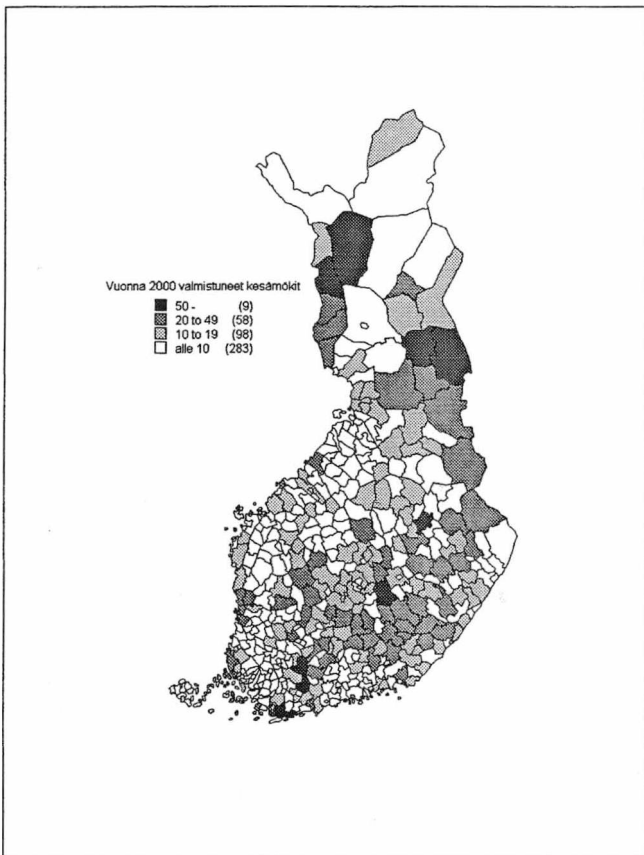 Vuonna 2000 valmistuneet kesämökit
50 - (9)
20 to 49 (58)
10 to 19 (98)
alle 10 (283)